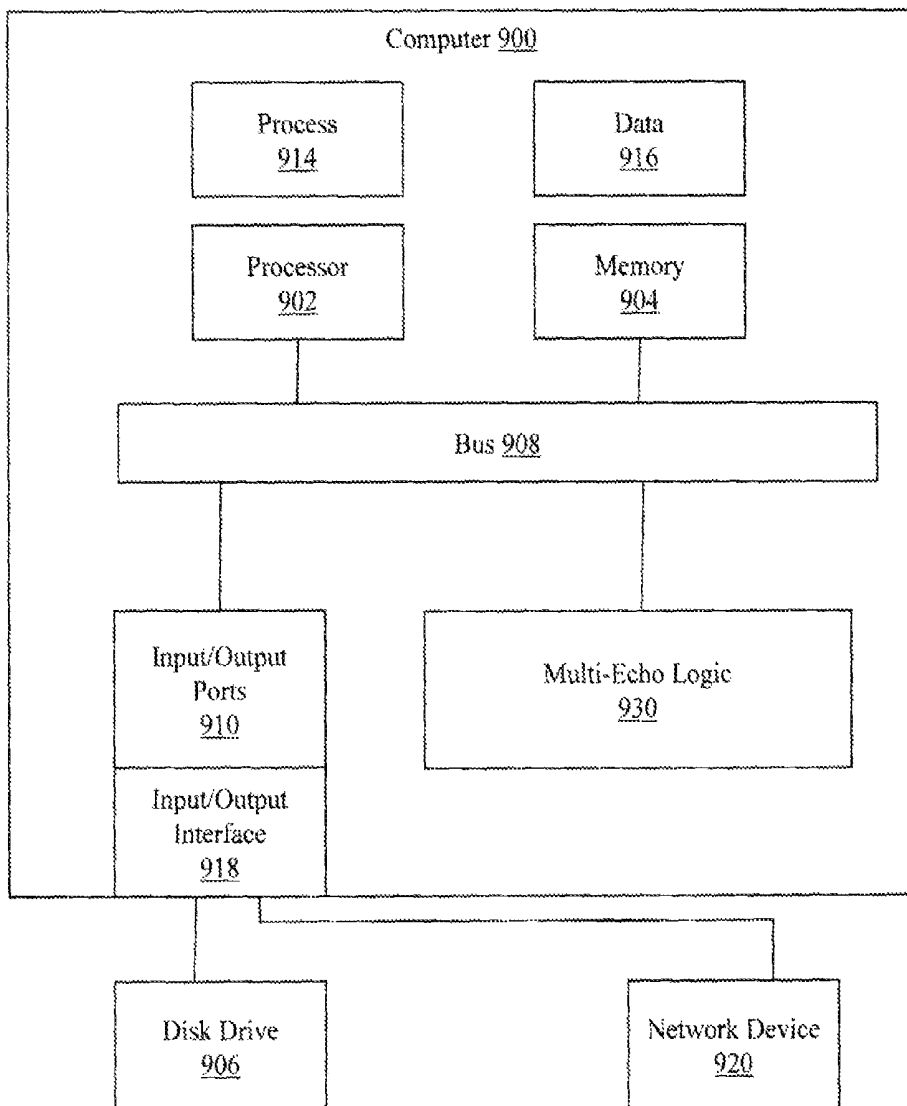 Computer 900
Process
914
Data
916
Processor
902
Memory
904
Bus 908
Input/Output
Ports
910
Multi-Echo Logic
930
Input/Output
Interface
918
Disk Drive
906
Network Device
920